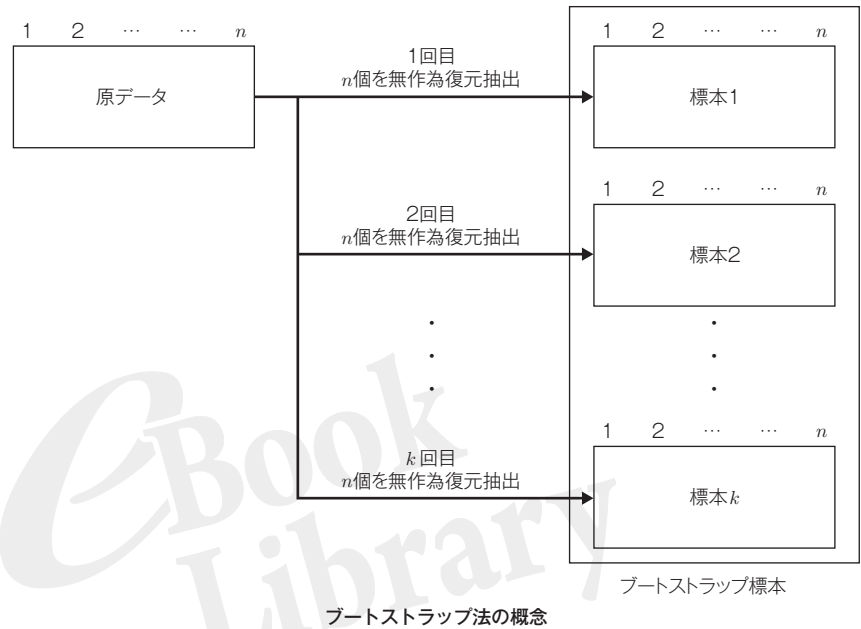 1 2 … … n
原データ
1回目
n個を無作為復元抽出
1 2 … … n
標本1
2回目
n個を無作為復元抽出
1 2 … … n
標本2
k回目
n個を無作為復元抽出
1 2 … … n
標本k
ブートストラップ標本
ブートストラップ法の概念
eBook
Library